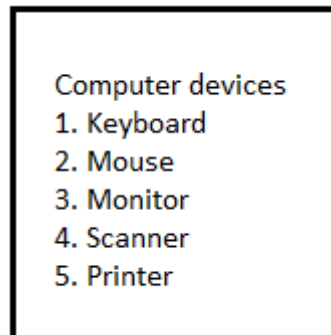 Computer devices
1. Keyboard
2. Mouse
3. Monitor
4. Scanner
5. Printer